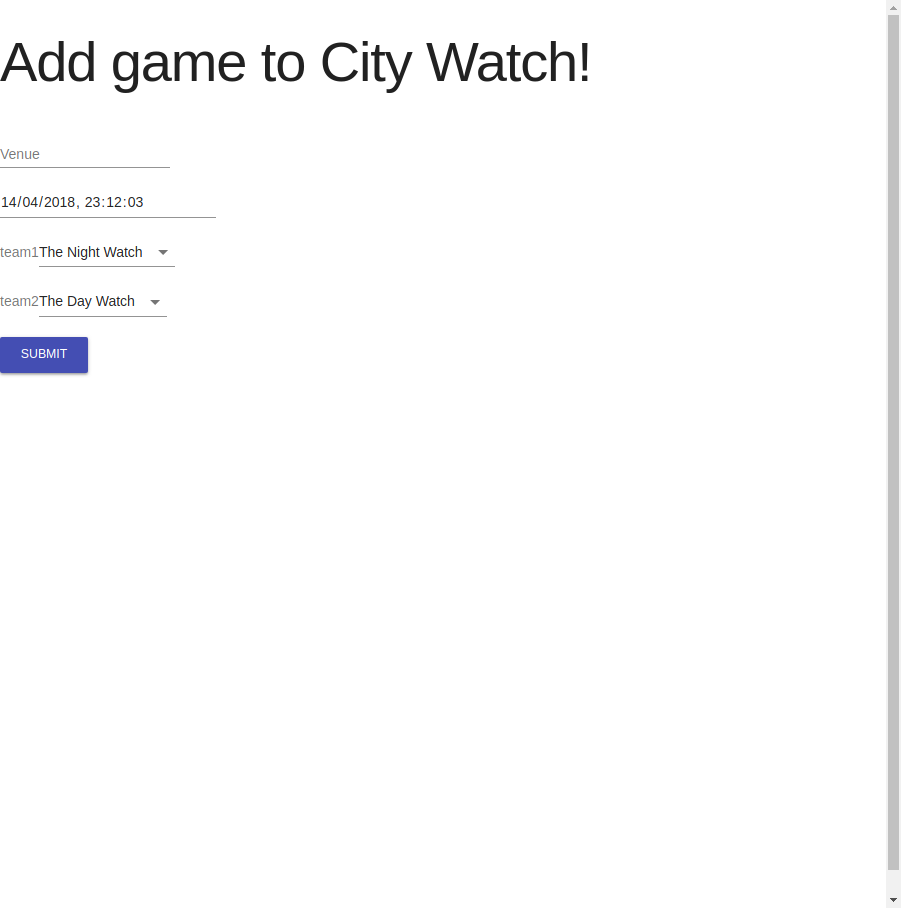 Add game to City Watch!
Venue
14/04/2018, 23:12:03
team1 The Night Watch
team2 The Day Watch
SUBMIT